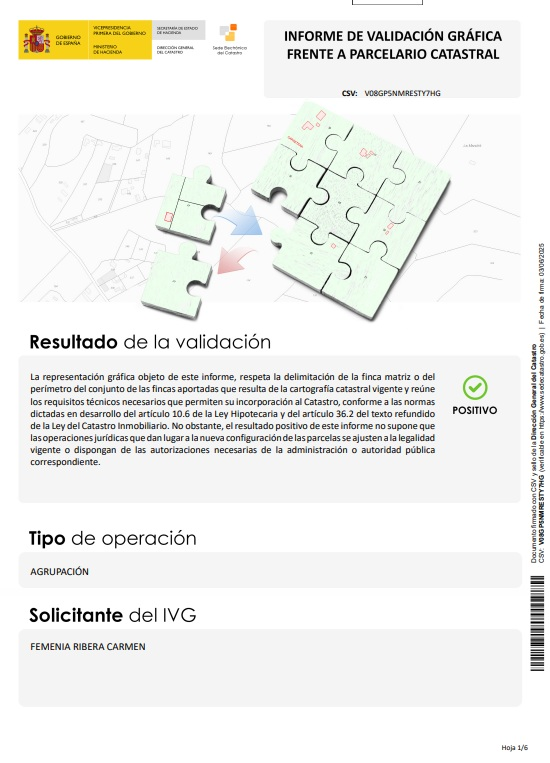 GOBIERNO
DE ESPAÑA
VICEPRESIDENCIA
PRIMERA DEL GOBIERNO
MINISTERIO
DE HACIENDA
SECRETARÍA DE ESTADO
DE HACIENDA
DIRECCIÓN GENERAL
DEL CATASTRO
Sede Electrónica
del Catastro
INFORME DE VALIDACIÓN GRÁFICA
FRENTE A PARCELARIO CATASTRAL
CSV: V08GP5NMRESTY7HG
Resultado de la validación
La representación gráfica objeto de este informe, respeta la delimitación de la finca matriz o del
perímetro del conjunto de las fincas aportadas que resulta de la cartografía catastral vigente y reúne
los requisitos técnicos necesarios que permiten su incorporación al Catastro, conforme a las normas
dictadas en desarrollo del artículo 10.6 de la Ley Hipotecaria y del artículo 36.2 del texto refundido
de la Ley del Catastro Inmobiliario. No obstante, el resultado positivo de este informe no supone que
las operaciones jurídicas que dan lugar a la nueva configuración de las parcelas se ajusten a la legalidad
vigente o dispongan de las autorizaciones necesarias de la administración o autoridad pública
correspondiente.
POSITIVO
Tipo de operación
AGRUPACIÓN
Solicitante del IVG
FEMENIA RIBERA CARMEN
Hoja 1/6
Documento firmado con CSV y sello de la Dirección General del Catastro
CSV: V08GP5NMRESTY7HG (verificable en https://www.sedecatastro.gob.es) | Fecha de firma: 03/06/2025